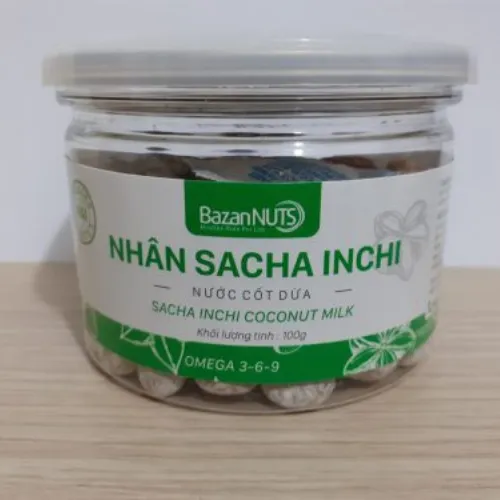 BazanNUTS
NHÂN SACHA INCHI
NƯỚC CỐT DỪA
SACHA INCHI COCONUT MILK
Khối lượng tịnh : 100g
OMEGA 3-6-9